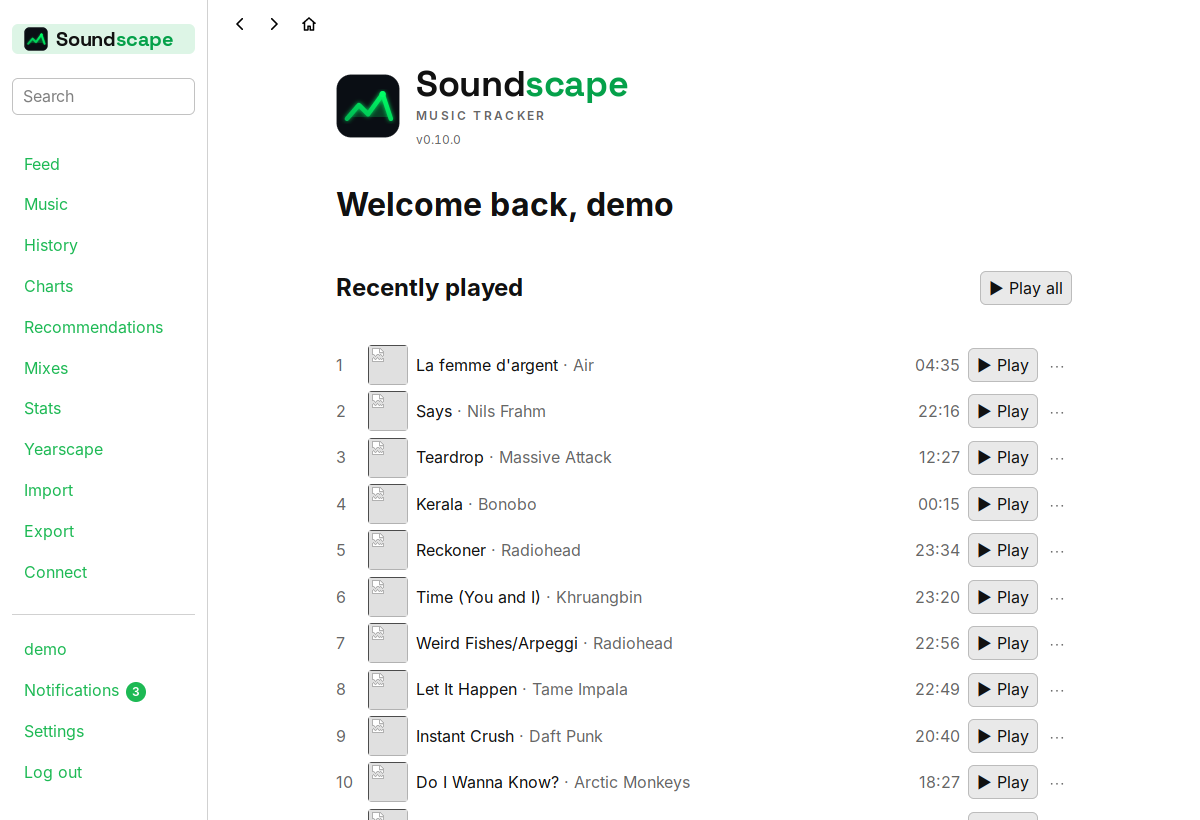 Soundscape
Search
Feed
Music
History
Charts
Recommendations
Mixes
Stats
Yearscape
Import
Export
Connect
demo
Notifications 3
Settings
Log out
Soundscape
MUSIC TRACKER
v0.10.0
Welcome back, demo
Recently played
▶ Play all
1 La femme d'argent · Air 04:35 ▶ Play ...
2 Says · Nils Frahm 22:16 ▶ Play ...
3 Teardrop · Massive Attack 12:27 ▶ Play ...
4 Kerala · Bonobo 00:15 ▶ Play ...
5 Reckoner · Radiohead 23:34 ▶ Play ...
6 Time (You and I) · Khruangbin 23:20 ▶ Play ...
7 Weird Fishes/Arpeggi · Radiohead 22:56 ▶ Play ...
8 Let It Happen · Tame Impala 22:49 ▶ Play ...
9 Instant Crush · Daft Punk 20:40 ▶ Play ...
10 Do I Wanna Know? · Arctic Monkeys 18:27 ▶ Play ...